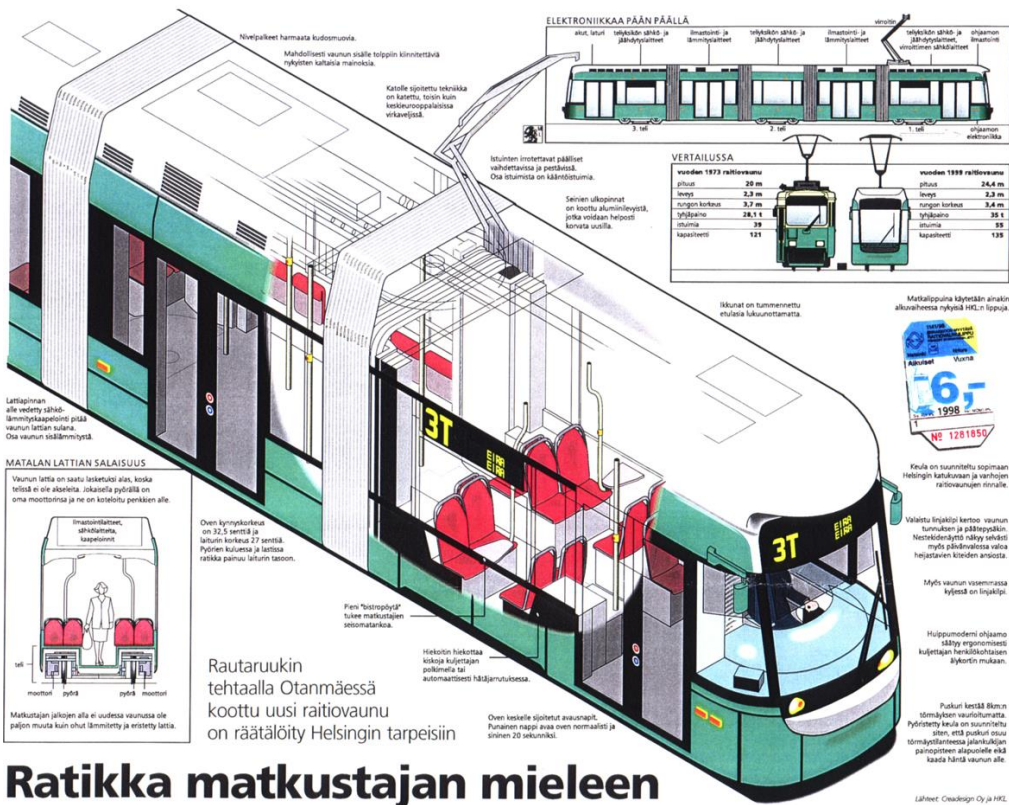 Nivelpalkeet harmaata kudosmuovia.
Mahdollisesti vaunun sisälle tolppiin kiinnitettäviä
nykyisten kaltaisia mainoksia.
Katolle sijoitettu tekniikka
on katettu, toisin kuin
keskieurooppalaisissa
virkaveljissä.
ELEKTRONIIKKAA PÄÄN PÄÄLLÄ
akut, laturi
teliyksikön sähkö- ja
jäähdytyslaitteet
ilmastointi- ja
lämmityslaitteet
teliyksikön sähkö- ja
jäähdytyslaitteet
ilmastointi- ja
lämmityslaitteet
virroitin
teliyksikön sähkö- ja
jäähdytyslaitteet,
virroittimen sähkölaitteet
ohjaamon
ilmastointi
3. teli
2. teli
1. teli
ohjaamon
elektroniikka
Istuinten irrotettavat päälliset
vaihdettavissa ja pestävissä.
Osa istuimista on kääntöistuimia.
Seinien ulkopinnat
on koottu alumiinilevyistä,
jotka voidaan helposti
korvata uusilla.
VERTAILUSSA
vuoden 1973 raitiovaunu
pituus 20 m
leveys 2,3 m
rungon korkeus 3,7 m
tyhjäpaino 28,1 t
istuimia 39
kapasiteetti 121
vuoden 1999 raitiovaunu
pituus 24,4 m
leveys 2,3 m
rungon korkeus 3,4 m
tyhjäpaino 35 t
istuimia 55
kapasiteetti 135
Ikkunat on tummennettu
etulasia lukuunottamatta.
Matkalippuina käytetään ainakin
alkuvaiheessa nykyisiä HKL:n lippuja.
Aikuiset
Vuxna
6,-
1998
1
Nº 1281850
Lattiapinnan
alle vedetty sähkö-
lämmityskaapelointi pitää
vaunun lattian sulana.
Osa vaunun sisälämmitystä.
MATALAN LATTIAN SALAISUUS
Vaunun lattia on saatu lasketuksi alas, koska
telissä ei ole akseleita. Jokaisella pyörällä on
oma moottorinsa ja ne on koteloitu penkkien alle.
Ilmastointilaitteet,
sähkölaitteita,
kaapeloinnit
teli
moottori
pyörä
pyörä
moottori
Matkustajan jalkojen alla ei uudessa vaunussa ole
paljon muuta kuin ohut lämmitetty ja eristetty lattia.
Oven kynnyskorkeus
on 32,5 senttiä ja
laiturin korkeus 27 senttiä.
Pyörien kuluessa ja lastissa
ratikka painuu laiturin tasoon.
3T
EIRA
EIRA
3T
EIRA
EIRA
Pieni "bistropöytä"
tukee matkustajien
seisomatankoa.
Hiekoitin hiekottaa
kiskoja kuljettajan
polkimella tai
automaattisesti hätäjarrutuksessa.
Oven keskelle sijoitetut avausnapit.
Punainen nappi avaa oven normaalisti ja
sininen 20 sekunniksi.
Keula on suunniteltu sopimaan
Helsingin katukuvaan ja vanhojen
raitiovaunujen rinnalle.
Valaistu linjakilpi kertoo vaunun
tunnuksen ja päätepysäkin.
Nestekidenäyttö näkyy selvästi
myös päivänvalossa valoa
heijastavien kiteiden ansiosta.
Myös vaunun vasemmassa
kyljessä on linjakilpi.
Huippumoderni ohjaamo
säätyy ergonomisesti
kuljettajan henkilökohtaisen
älykortin mukaan.
Puskuri kestää 8km:n
törmäyksen vaurioitumatta.
Pyöristetty keula on suunniteltu
siten, että puskuri osuu
törmäystilanteessa jalankulkijan
painopisteen alapuolelle eikä
kaada häntä vaunun alle.
Rautaruukin
tehtaalla Otanmäessä
koottu uusi raitiovaunu
on räätälöity Helsingin tarpeisiin
Ratikka matkustajan mieleen
Lähteet: Creadesign Oy ja HKL